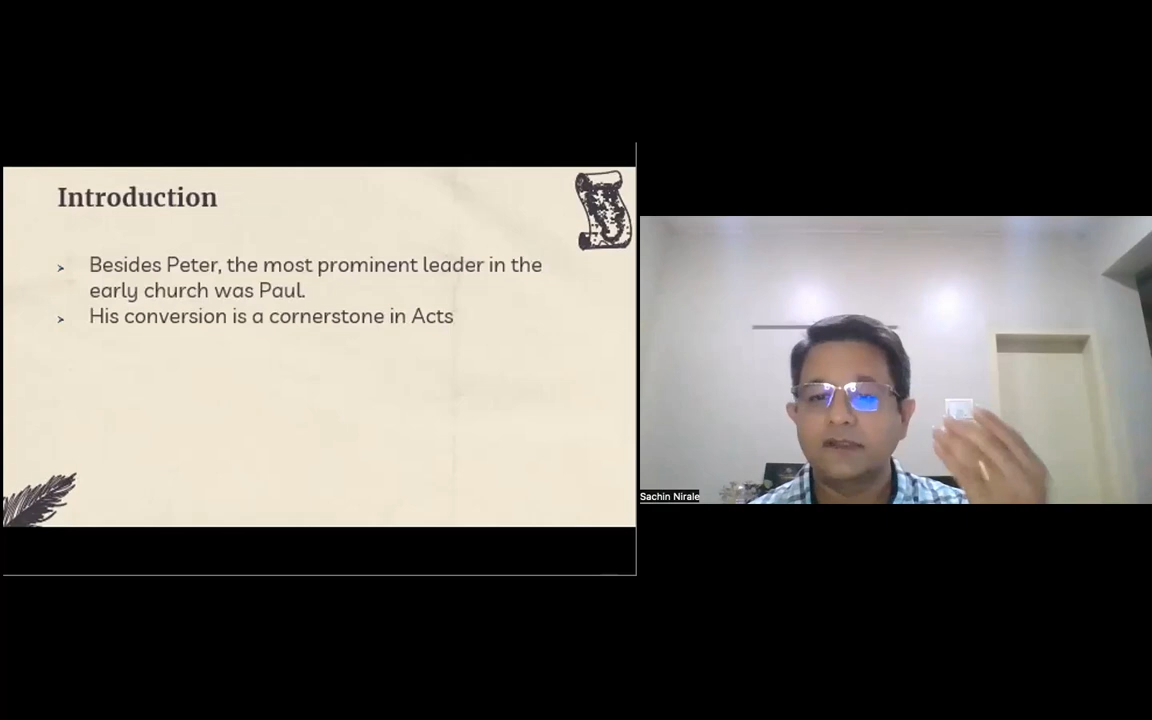 Introduction
➢ Besides Peter, the most prominent leader in the
early church was Paul.
➢ His conversion is a cornerstone in Acts
Sachin Nirale